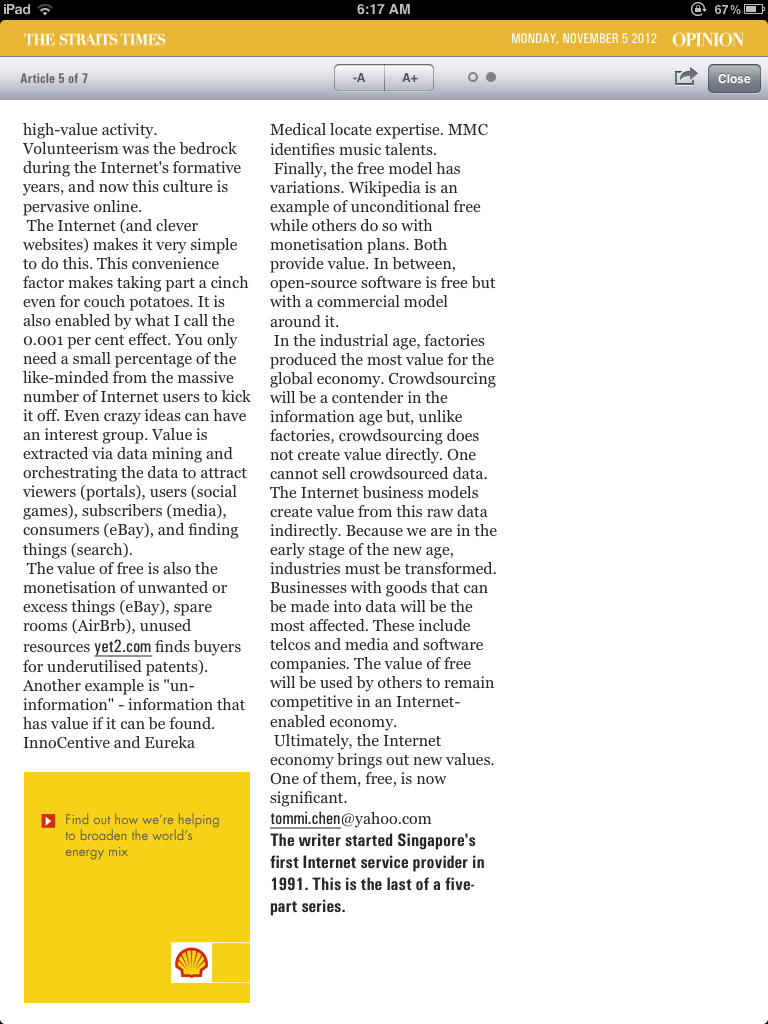 iPad 6:17 AM 67%
THE STRAITS TIMES MONDAY, NOVEMBER 5 2012 OPINION
Article 5 of 7 -A A+ Close
high-value activity.
Volunteerism was the bedrock
during the Internet's formative
years, and now this culture is
pervasive online.
The Internet (and clever
websites) makes it very simple
to do this. This convenience
factor makes taking part a cinch
even for couch potatoes. It is
also enabled by what I call the
0.001 per cent effect. You only
need a small percentage of the
like-minded from the massive
number of Internet users to kick
it off. Even crazy ideas can have
an interest group. Value is
extracted via data mining and
orchestrating the data to attract
viewers (portals), users (social
games), subscribers (media),
consumers (eBay), and finding
things (search).
The value of free is also the
monetisation of unwanted or
excess things (eBay), spare
rooms (AirBrb), unused
resources yet2.com finds buyers
for underutilised patents).
Another example is "un-
information" - information that
has value if it can be found.
InnoCentive and Eureka
Find out how we're helping
to broaden the world's
energy mix
Medical locate expertise. MMC
identifies music talents.
Finally, the free model has
variations. Wikipedia is an
example of unconditional free
while others do so with
monetisation plans. Both
provide value. In between,
open-source software is free but
with a commercial model
around it.
In the industrial age, factories
produced the most value for the
global economy. Crowdsourcing
will be a contender in the
information age but, unlike
factories, crowdsourcing does
not create value directly. One
cannot sell crowdsourced data.
The Internet business models
create value from this raw data
indirectly. Because we are in the
early stage of the new age,
industries must be transformed.
Businesses with goods that can
be made into data will be the
most affected. These include
telcos and media and software
companies. The value of free
will be used by others to remain
competitive in an Internet-
enabled economy.
Ultimately, the Internet
economy brings out new values.
One of them, free, is now
significant.
tommi.chen@yahoo.com
The writer started Singapore's
first Internet service provider in
1991. This is the last of a five-
part series.